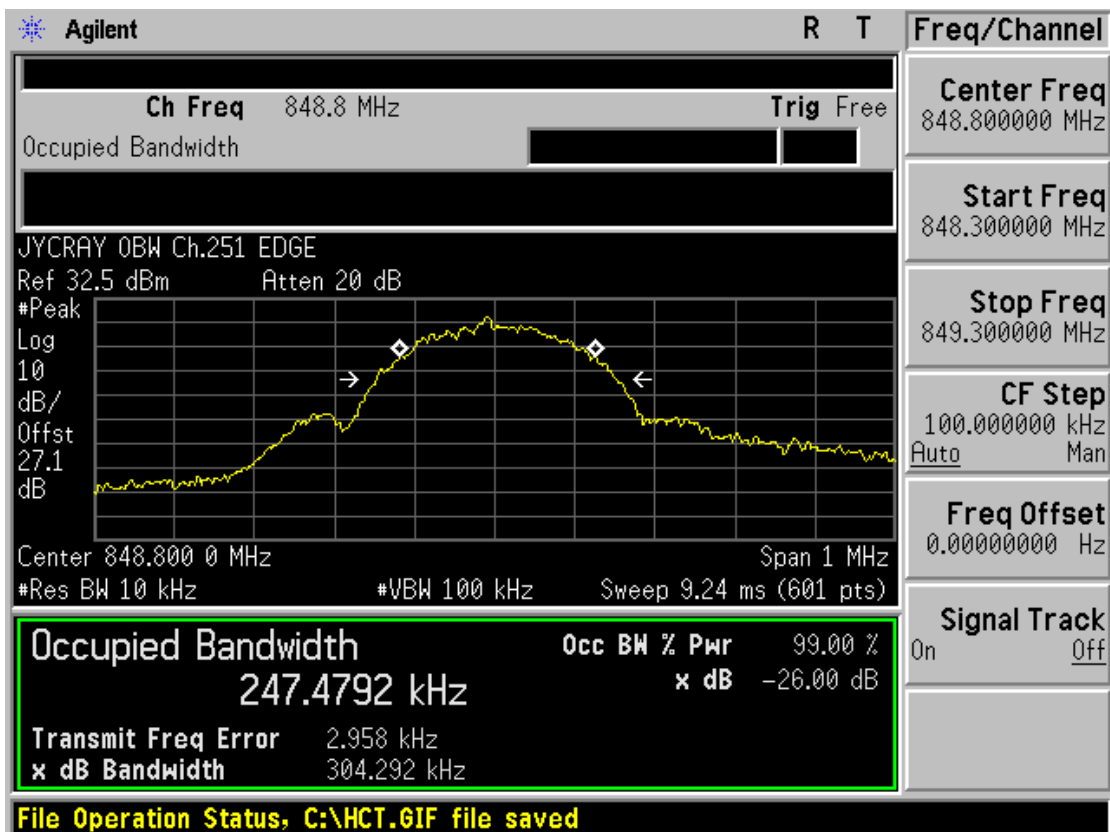 Agilent R T
Ch Freq 848.8 MHz Trig Free
Occupied Bandwidth
JYCRAY OBW Ch.251 EDGE
Ref 32.5 dBm Atten 20 dB
#Peak
Log
10
dB/
Offst
27.1
dB
Center 848.800 0 MHz Span 1 MHz
#Res BW 10 kHz #VBW 100 kHz Sweep 9.24 ms (601 pts)
Occupied Bandwidth Occ BW % Pwr 99.00 %
247.4792 kHz x dB -26.00 dB
Transmit Freq Error 2.958 kHz
x dB Bandwidth 304.292 kHz
File Operation Status, C:\HCT.GIF file saved
Freq/Channel
Center Freq
848.800000 MHz
Start Freq
848.300000 MHz
Stop Freq
849.300000 MHz
CF Step
100.000000 kHz
Auto Man
Freq Offset
0.00000000 Hz
Signal Track
On Off